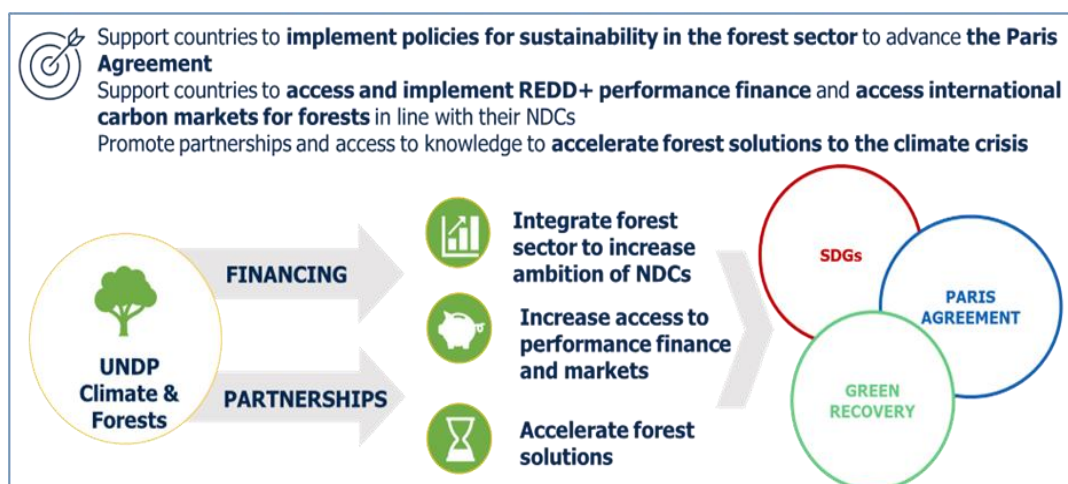 Support countries to implement policies for sustainability in the forest sector to advance the Paris
Agreement
Support countries to access and implement REDD+ performance finance and access international
carbon markets for forests in line with their NDCs
Promote partnerships and access to knowledge to accelerate forest solutions to the climate crisis
UNDP
Climate &
Forests
FINANCING
PARTNERSHIPS
Integrate forest
sector to increase
ambition of NDCs
Increase access to
performance finance
and markets
Accelerate forest
solutions
SDGs
PARIS
AGREEMENT
GREEN
RECOVERY